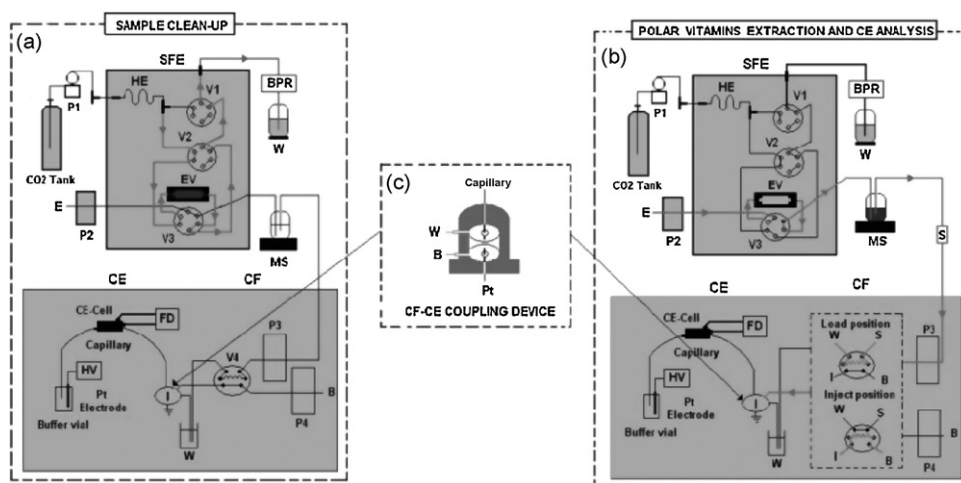 SAMPLE CLEAN-UP
(a)
SFE
HE
V1
BPR
P1
V2
W
CO2 Tank
EV
E
P2
V3
MS
CE
CF
CE-Cell
FD
Capillary
P3
V4
HV
Pt
Electrode
I
B
Buffer vial
P4
W
(c)
Capillary
W
B
Pt
CF-CE COUPLING DEVICE
POLAR VITAMINS EXTRACTION AND CE ANALYSIS
(b)
SFE
HE
V1
BPR
P1
V2
W
CO2 Tank
EV
E
P2
V3
MS
S
CE
CF
CE-Cell
FD
Capillary
Load position
W
S
P3
I
B
HV
Pt
Electrode
I
Inject position
W
S
Buffer vial
I
B
B
P4
W